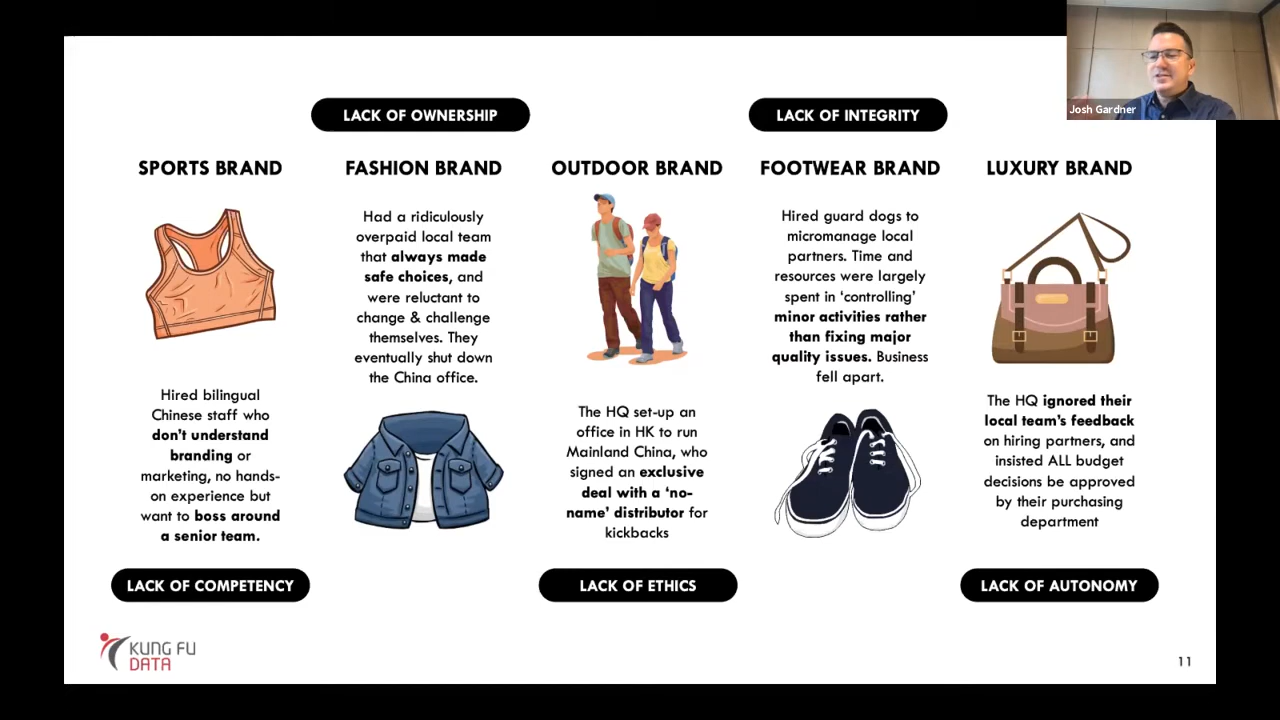 Josh Gardner
LACK OF OWNERSHIP
LACK OF INTEGRITY
SPORTS BRAND
Hired bilingual
Chinese staff who
don't understand
branding or
marketing, no hands-
on experience but
want to boss around
a senior team.
LACK OF COMPETENCY
FASHION BRAND
Had a ridiculously
overpaid local team
that always made
safe choices, and
were reluctant to
change & challenge
themselves. They
eventually shut down
the China office.
OUTDOOR BRAND
The HQ set-up an
office in HK to run
Mainland China, who
signed an exclusive
deal with a ‘no-
name’ distributor for
kickbacks
LACK OF ETHICS
FOOTWEAR BRAND
Hired guard dogs to
micromanage local
partners. Time and
resources were largely
spent in ‘controlling’
minor activities rather
than fixing major
quality issues. Business
fell apart.
LUXURY BRAND
The HQ ignored their
local team's feedback
on hiring partners, and
insisted ALL budget
decisions be approved
by their purchasing
department
LACK OF AUTONOMY
KUNG FU
DATA
11